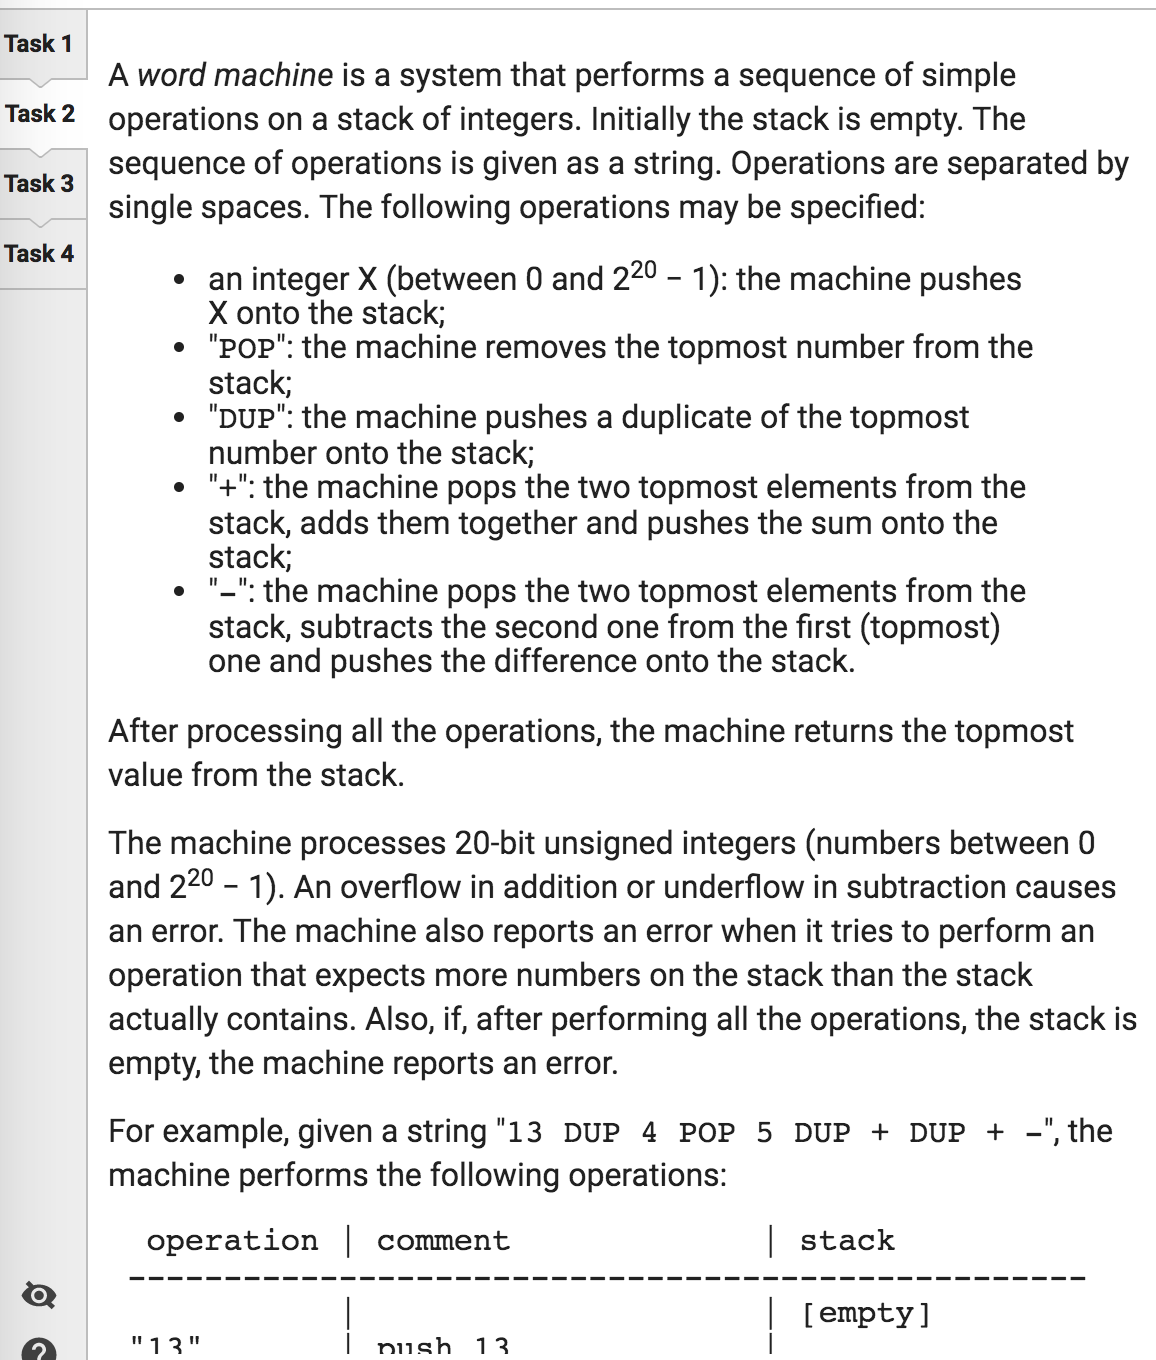 Task 1
Task 2
Task 3
Task 4
A word machine is a system that performs a sequence of simple
operations on a stack of integers. Initially the stack is empty. The
sequence of operations is given as a string. Operations are separated by
single spaces. The following operations may be specified:
• an integer X (between 0 and 2²⁰ − 1): the machine pushes
X onto the stack;
• "POP": the machine removes the topmost number from the
stack;
• "DUP": the machine pushes a duplicate of the topmost
number onto the stack;
• "+": the machine pops the two topmost elements from the
stack, adds them together and pushes the sum onto the
stack;
• "-": the machine pops the two topmost elements from the
stack, subtracts the second one from the first (topmost)
one and pushes the difference onto the stack.
After processing all the operations, the machine returns the topmost
value from the stack.
The machine processes 20-bit unsigned integers (numbers between 0
and 2²⁰ − 1). An overflow in addition or underflow in subtraction causes
an error. The machine also reports an error when it tries to perform an
operation that expects more numbers on the stack than the stack
actually contains. Also, if, after performing all the operations, the stack is
empty, the machine reports an error.
For example, given a string "13 DUP 4 POP 5 DUP + DUP + -", the
machine performs the following operations:
operation | comment | stack
--------------------------------------------------
| | [empty]
"13" | push 13 |
?